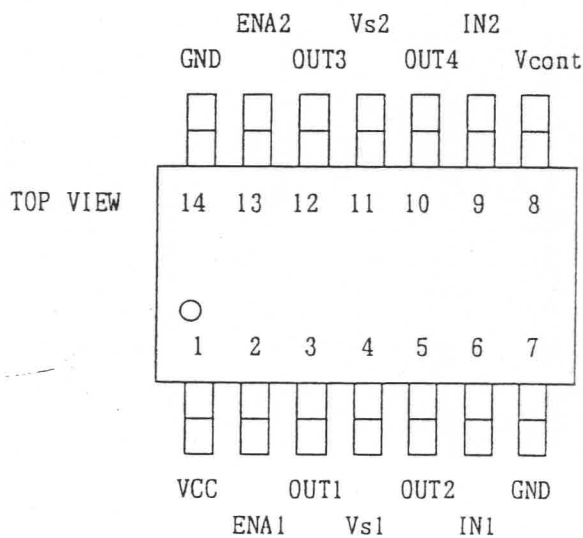 ENA2 Vs2 IN2
GND OUT3 OUT4 Vcont
TOP VIEW 14 13 12 11 10 9 8
1 2 3 4 5 6 7
VCC OUT1 OUT2 GND
ENA1 Vs1 IN1